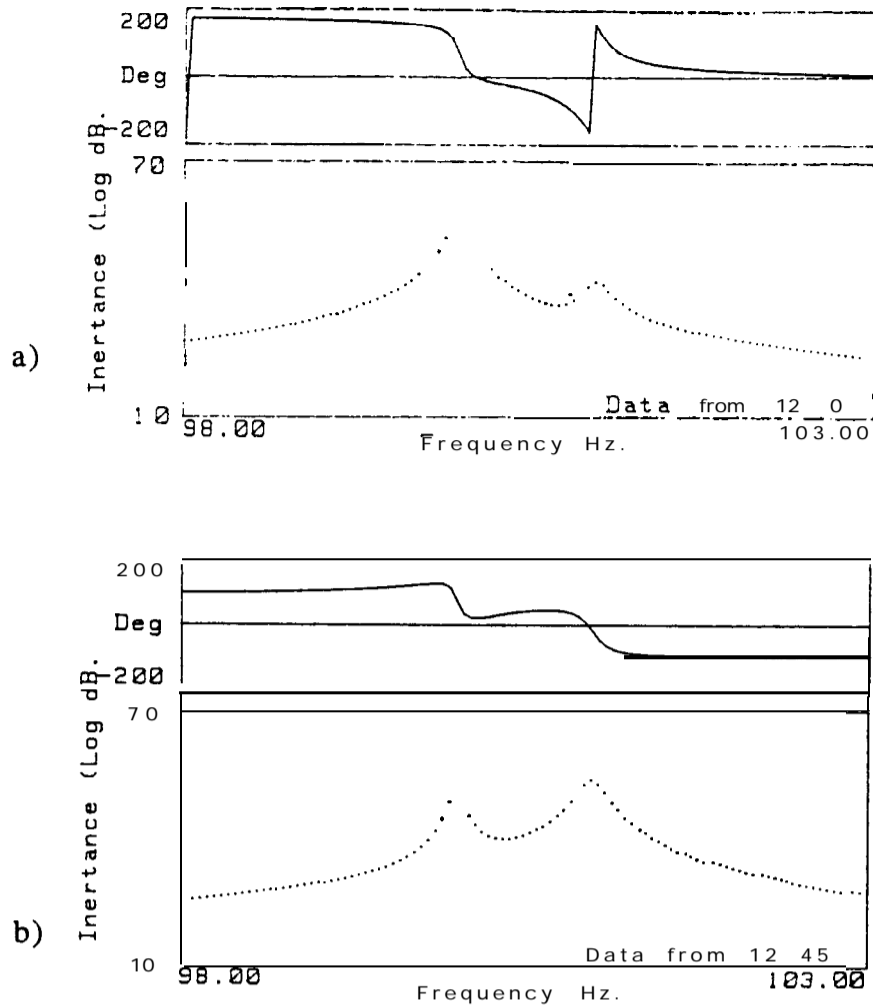 200
Deg
-200
70
Inertance (Log dB.
a)
10
Data from 12 0
98.00
103.00
Frequency Hz.
200
Deg
-200
70
Inertance (Log dB.
b)
10
Data from 12 45
98.00
103.00
Frequency Hz.